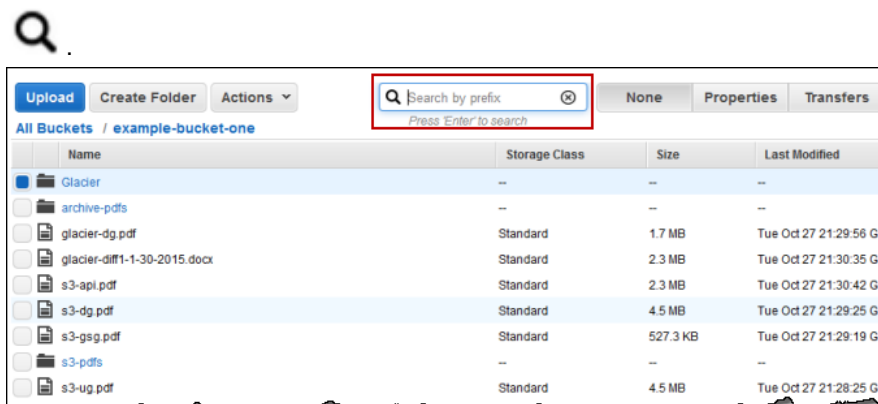 .
Upload Create Folder Actions Search by prefix None Properties Transfers
Press 'Enter' to search
All Buckets / example-bucket-one
Name Storage Class Size Last Modified
Glacier -- -- --
archive-pdfs -- -- --
glacier-dg.pdf Standard 1.7 MB Tue Oct 27 21:29:56 G
glacier-diff1-1-30-2015.docx Standard 2.3 MB Tue Oct 27 21:30:35 G
s3-api.pdf Standard 2.3 MB Tue Oct 27 21:30:42 G
s3-dg.pdf Standard 4.5 MB Tue Oct 27 21:29:25 G
s3-gsg.pdf Standard 527.3 KB Tue Oct 27 21:29:19 G
s3-pdfs -- -- --
s3-ug.pdf Standard 4.5 MB Tue Oct 27 21:28:25 G